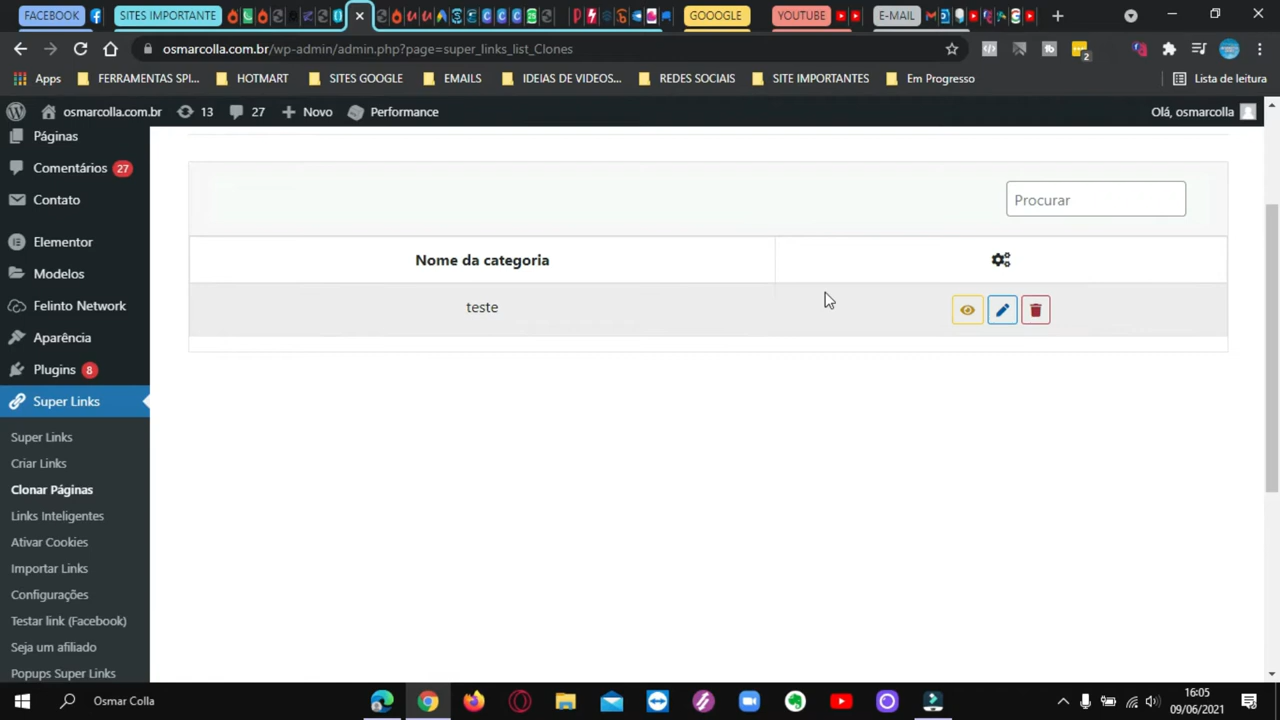 FACEBOOK
SITES IMPORTANTE
GOOOGLE
YOUTUBE
E-MAIL
osmarcolla.com.br/wp-admin/admin.php?page=super_links_list_Clones
2
Apps
FERRAMENTAS SPI...
HOTMART
SITES GOOGLE
EMAILS
IDEIAS DE VIDEOS...
REDES SOCIAIS
SITE IMPORTANTES
Em Progresso
Lista de leitura
osmarcolla.com.br
13
27
Novo
Performance
Olá, osmarcolla
Páginas
Comentários 27
Contato
Elementor
Modelos
Felinto Network
Aparência
Plugins 8
Super Links
Super Links
Criar Links
Clonar Páginas
Links Inteligentes
Ativar Cookies
Importar Links
Configurações
Testar link (Facebook)
Seja um afiliado
Popups Super Links
Procurar
Nome da categoria
teste
Osmar Colla
16:05
09/06/2021